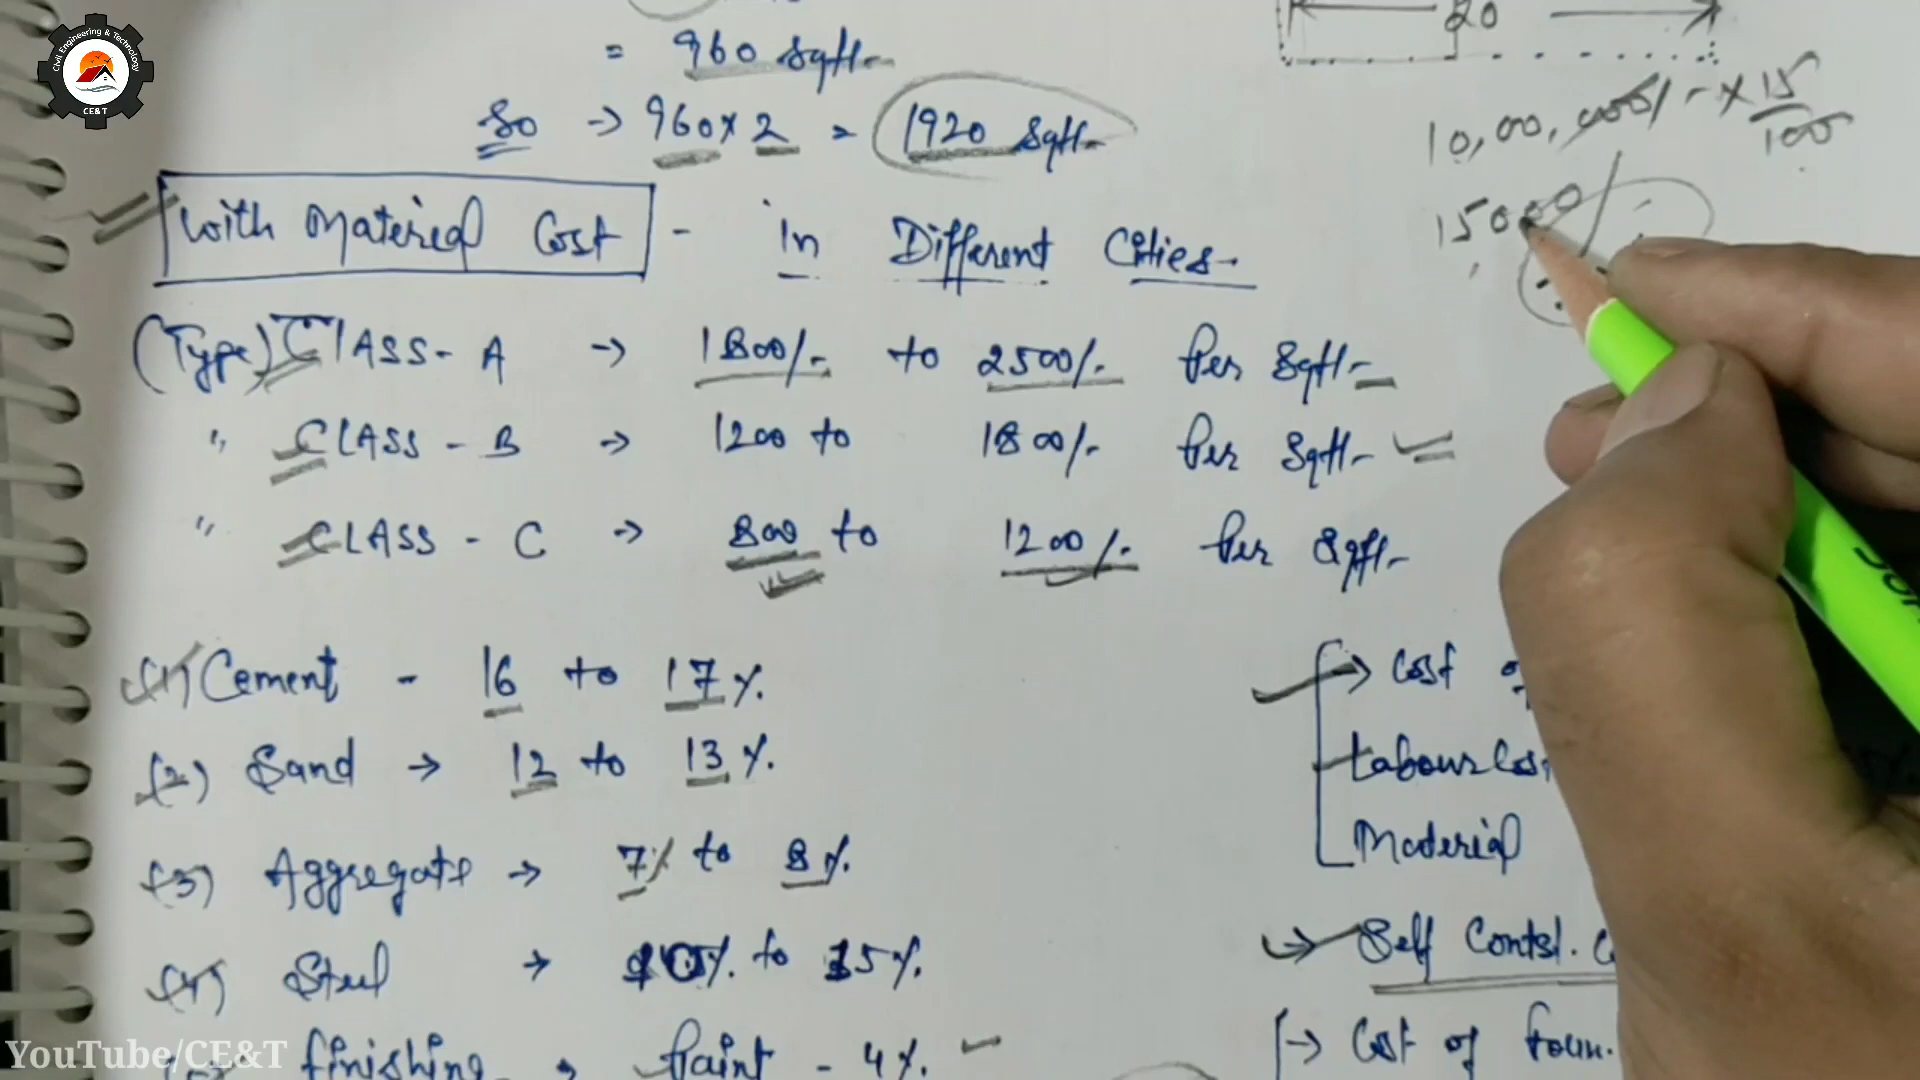 Civil Engineering & Technology
CE&T
= 960 Sqft.
20
So → 960 x 2 = 1920 Sqft.
10,00,000/- x 15/100
With Material Cost - in Different Cities.
15000
(Type) CLASS - A → 1800/- to 2500/- Per Sqft.
" CLASS - B → 1200 to 1800/- Per Sqft.
" CLASS - C → 800 to 1200/- Per Sqft.
(1) Cement - 16 to 17%.
→ Cost
(2) Sand → 12 to 13%.
Labour
(3) Aggregate → 7% to 8%.
Material
(4) Steel → 10% to 15%.
→ Self Contst.
finishing → Paint - 4%.
→ Cost of foun.
YouTube/CE&T